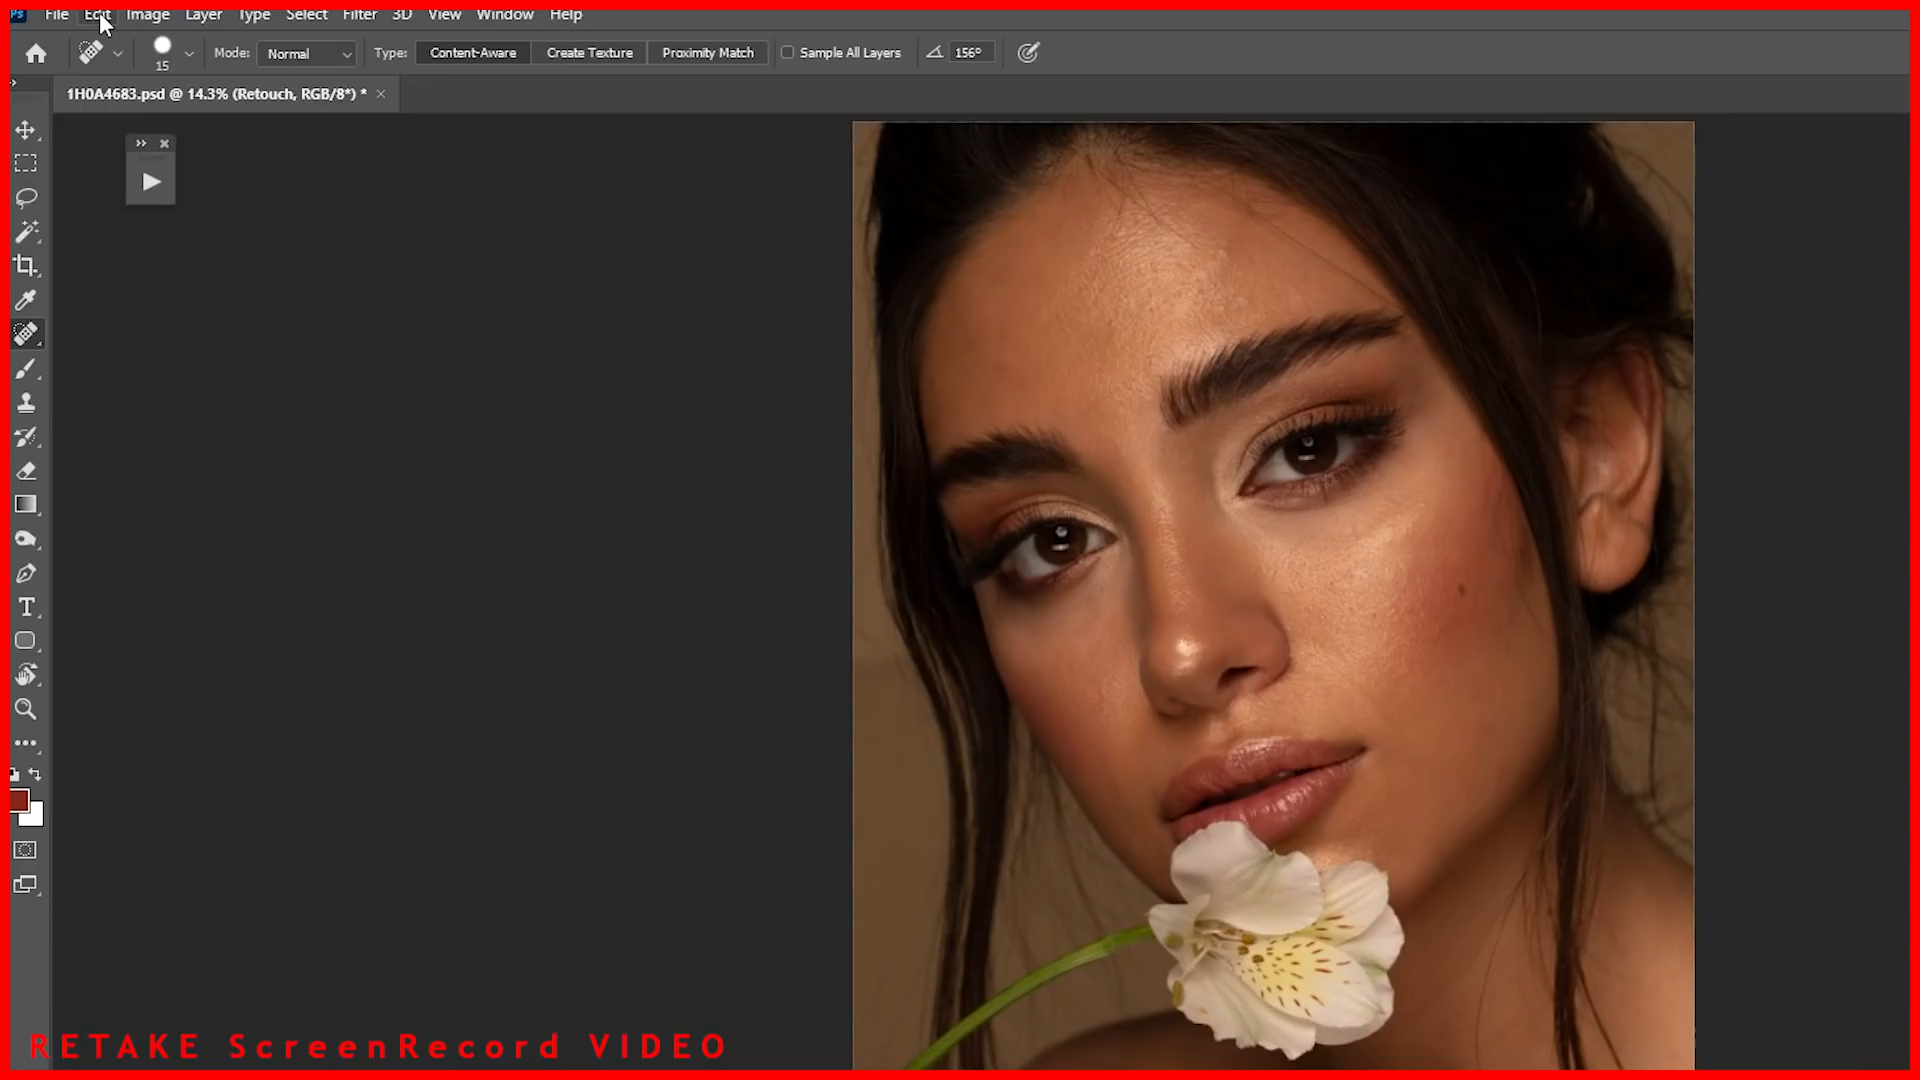 Ps File Edit Image Layer Type Select Filter 3D View Window Help
15 Mode: Normal Type: Content-Aware Create Texture Proximity Match Sample All Layers 156°
1H0A4683.psd @ 14.3% (Retouch, RGB/8*) * ×
T
RETAKE ScreenRecord VIDEO